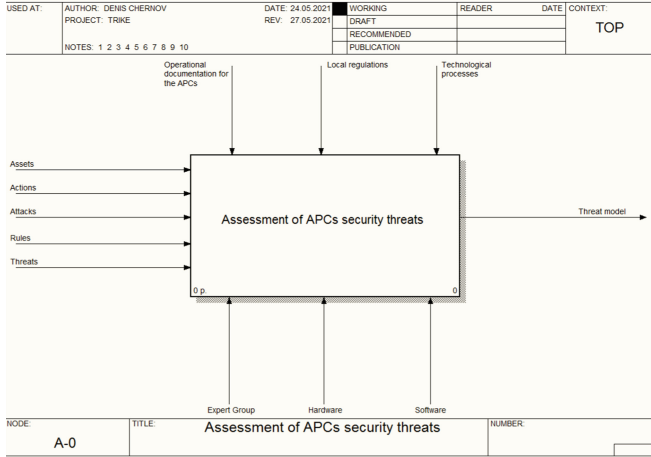 USED AT:
AUTHOR: DENIS CHERNOV
DATE: 24.05.2021
WORKING
READER
DATE
CONTEXT:
PROJECT: TRIKE
REV: 27.05.2021
DRAFT
TOP
RECOMMENDED
NOTES: 1 2 3 4 5 6 7 8 9 10
PUBLICATION
Operational
documentation for
the APCs
Local regulations
Technological
processes
Assets
Actions
Attacks
Rules
Threats
Assessment of APCs security threats
Threat model
0 p.
0
Expert Group
Hardware
Software
NODE:
A-0
TITLE:
Assessment of APCs security threats
NUMBER: